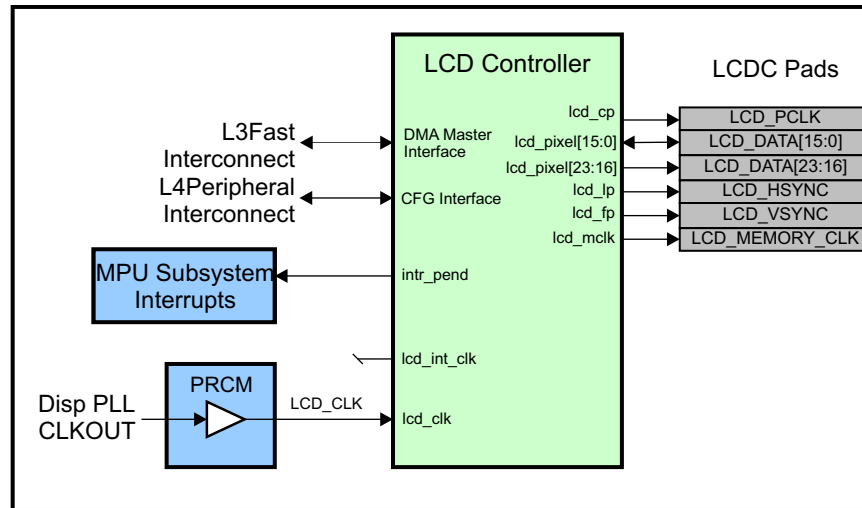 LCD Controller
LCDC Pads
L3Fast
Interconnect
L4Peripheral
Interconnect
DMA Master
Interface
CFG Interface
lcd_cp
lcd_pixel[15:0]
lcd_pixel[23:16]
lcd_lp
lcd_fp
lcd_mclk
LCD_PCLK
LCD_DATA[15:0]
LCD_DATA[23:16]
LCD_HSYNC
LCD_VSYNC
LCD_MEMORY_CLK
MPU Subsystem
Interrupts
intr_pend
lcd_int_clk
PRCM
Disp PLL
CLKOUT
LCD_CLK
lcd_clk